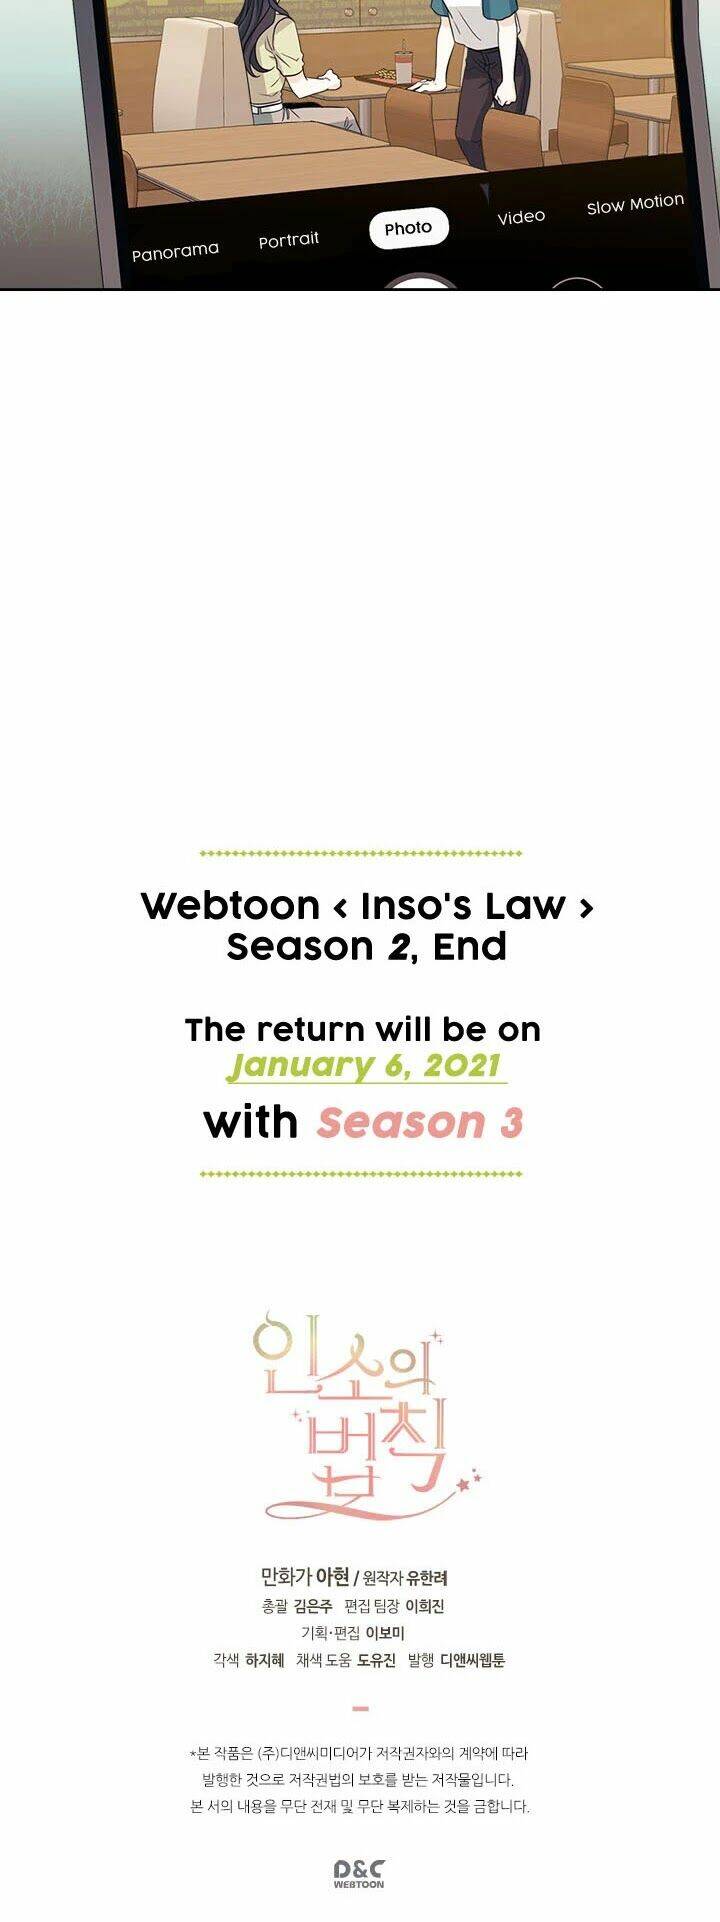 Panorama Portrait Photo Video Slow Motion
Webtoon < Inso's Law >
Season 2, End
The return will be on
January 6, 2021
with Season 3
인소의
법칙
만화가 아현 / 원작자 유한려
총괄 김은주 편집 팀장 이희진
기획·편집 이보미
각색 하지혜 채색 도움 도유진 발행 디앤씨웹툰
*본 작품은 (주)디앤씨미디어가 저작권자와의 계약에 따라
발행한 것으로 저작권법의 보호를 받는 저작물입니다.
본 서의 내용을 무단 전재 및 무단 복제하는 것을 금합니다.
D&C
WEBTOON